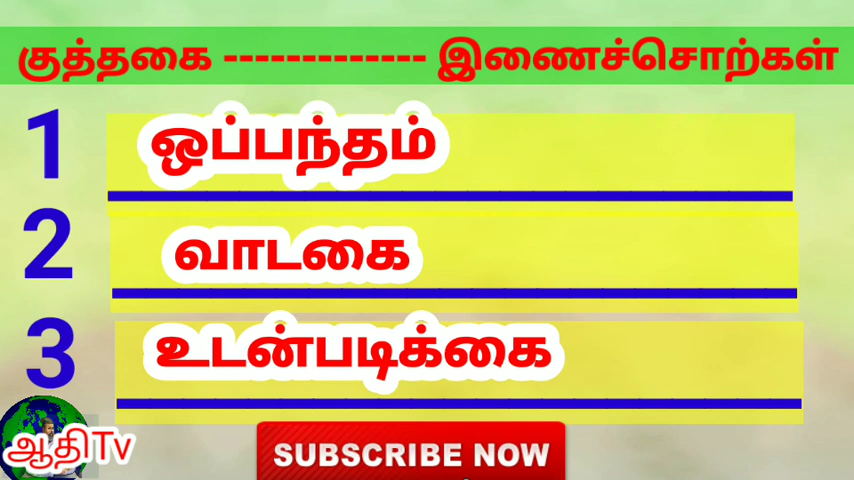 குத்தகை ------------- இணைச்சொற்கள்
1 ஒப்பந்தம்
2 வாடகை
3 உடன்படிக்கை
ஆதி Tv
SUBSCRIBE NOW